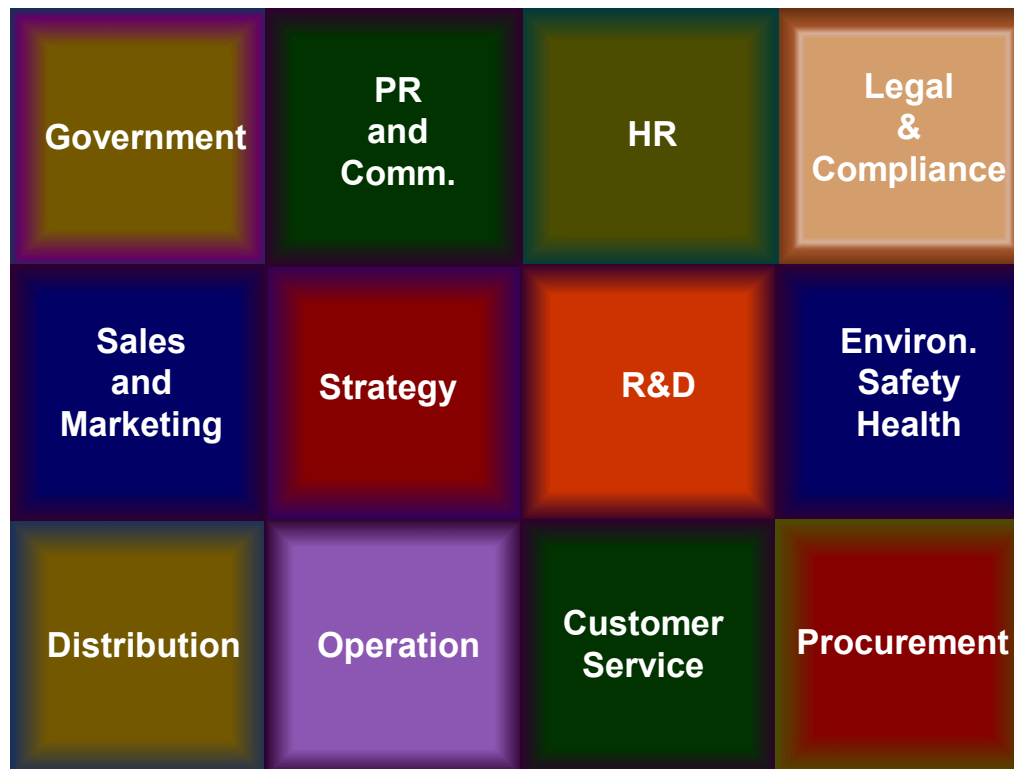 Government
PR
and
Comm.
HR
Legal
&
Compliance
Sales
and
Marketing
Strategy
R&D
Environ.
Safety
Health
Distribution
Operation
Customer
Service
Procurement